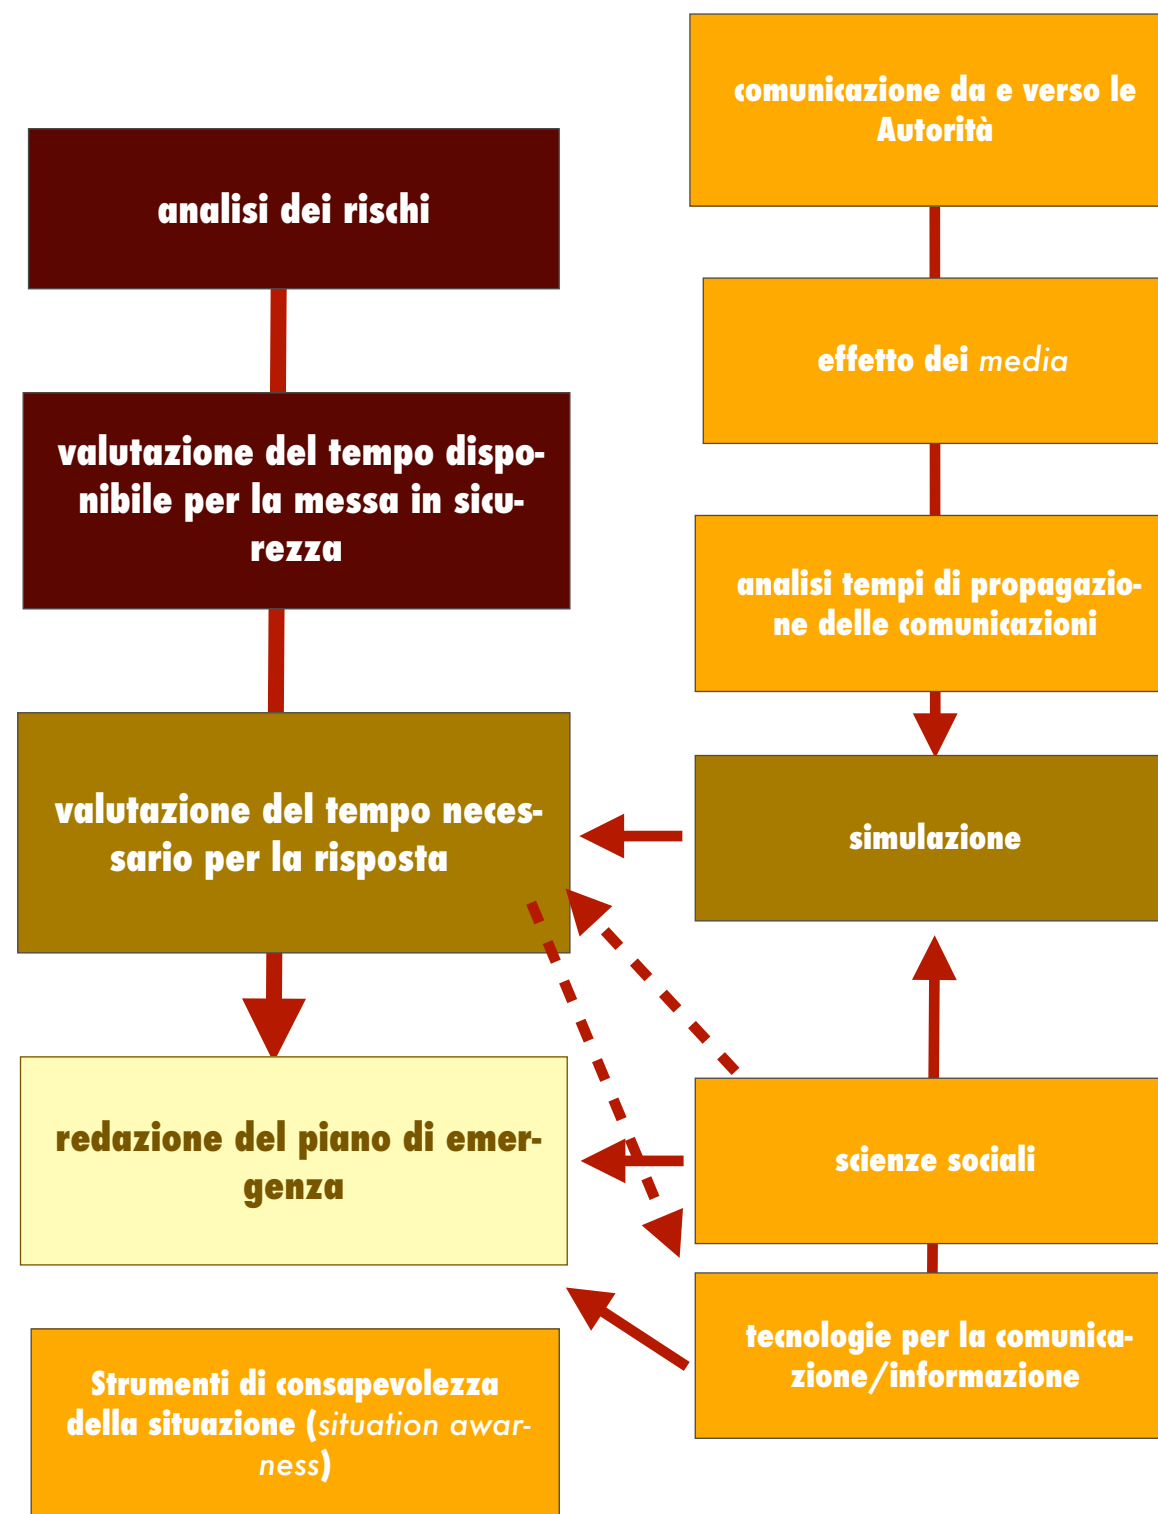 comunicazione da e verso le
Autorità
analisi dei rischi
effetto dei media
valutazione del tempo dispo-
nibile per la messa in sicu-
rezza
analisi tempi di propagazio-
ne delle comunicazioni
valutazione del tempo neces-
sario per la risposta
simulazione
redazione del piano di emer-
genza
scienze sociali
tecnologie per la comunica-
zione/informazione
Strumenti di consapevolezza
della situazione (situation awar-
ness)